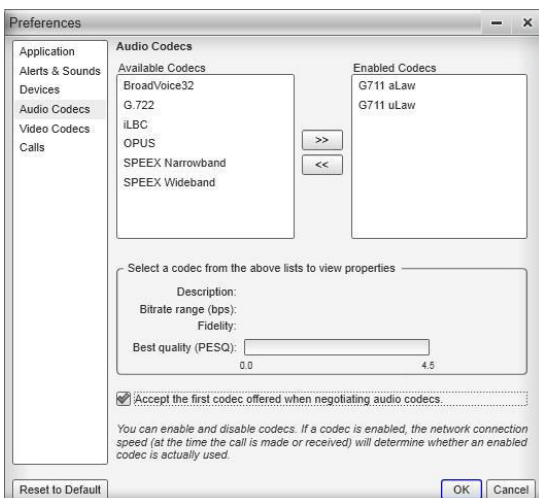 Preferences
Application
Alerts & Sounds
Devices
Audio Codecs
Video Codecs
Calls
Audio Codecs
Available Codecs
BroadVoice32
G.722
iLBC
OPUS
SPEEX Narrowband
SPEEX Wideband
>>
<<
Enabled Codecs
G711 aLaw
G711 uLaw
Select a codec from the above lists to view properties
Description:
Bitrate range (bps):
Fidelity:
Best quality (PESQ):
0.0 4.5
Accept the first codec offered when negotiating audio codecs.
You can enable and disable codecs. If a codec is enabled, the network connection
speed (at the time the call is made or received) will determine whether an enabled
codec is actually used.
Reset to Default OK Cancel